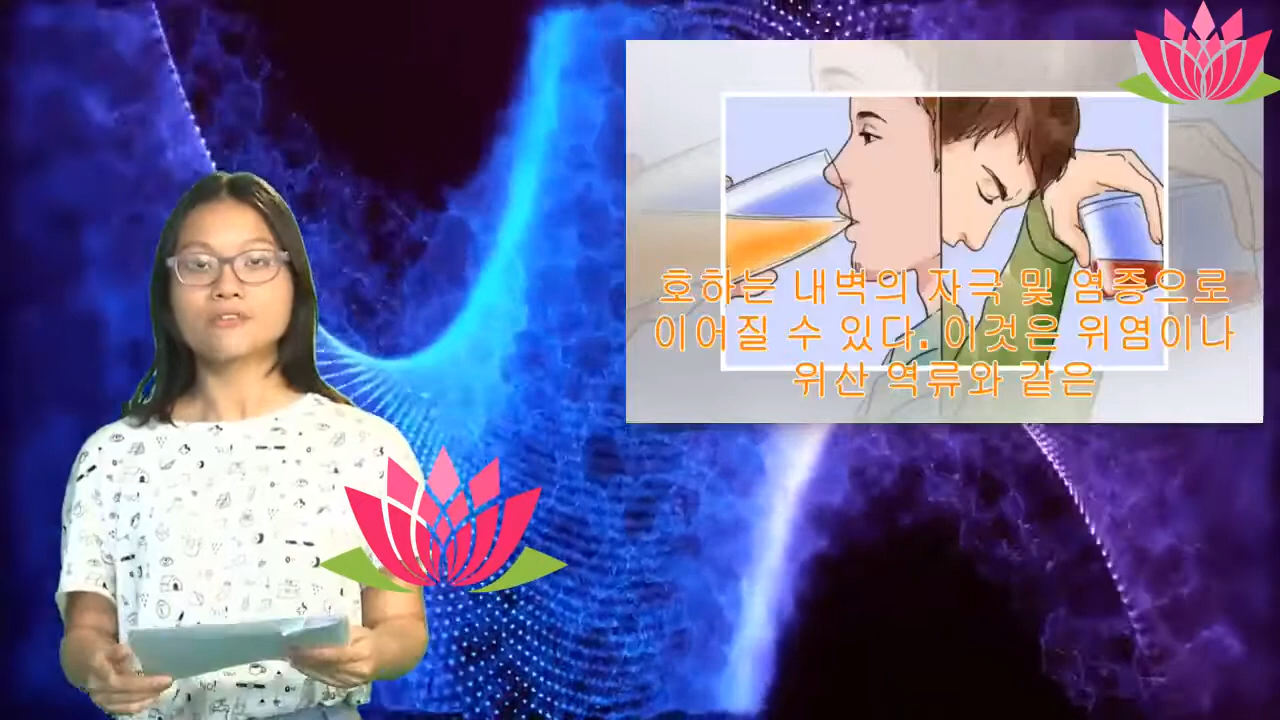 호하는 내벽의 자극 및 염증으로
이어질 수 있다. 이것은 위염이나
위산 역류와 같은